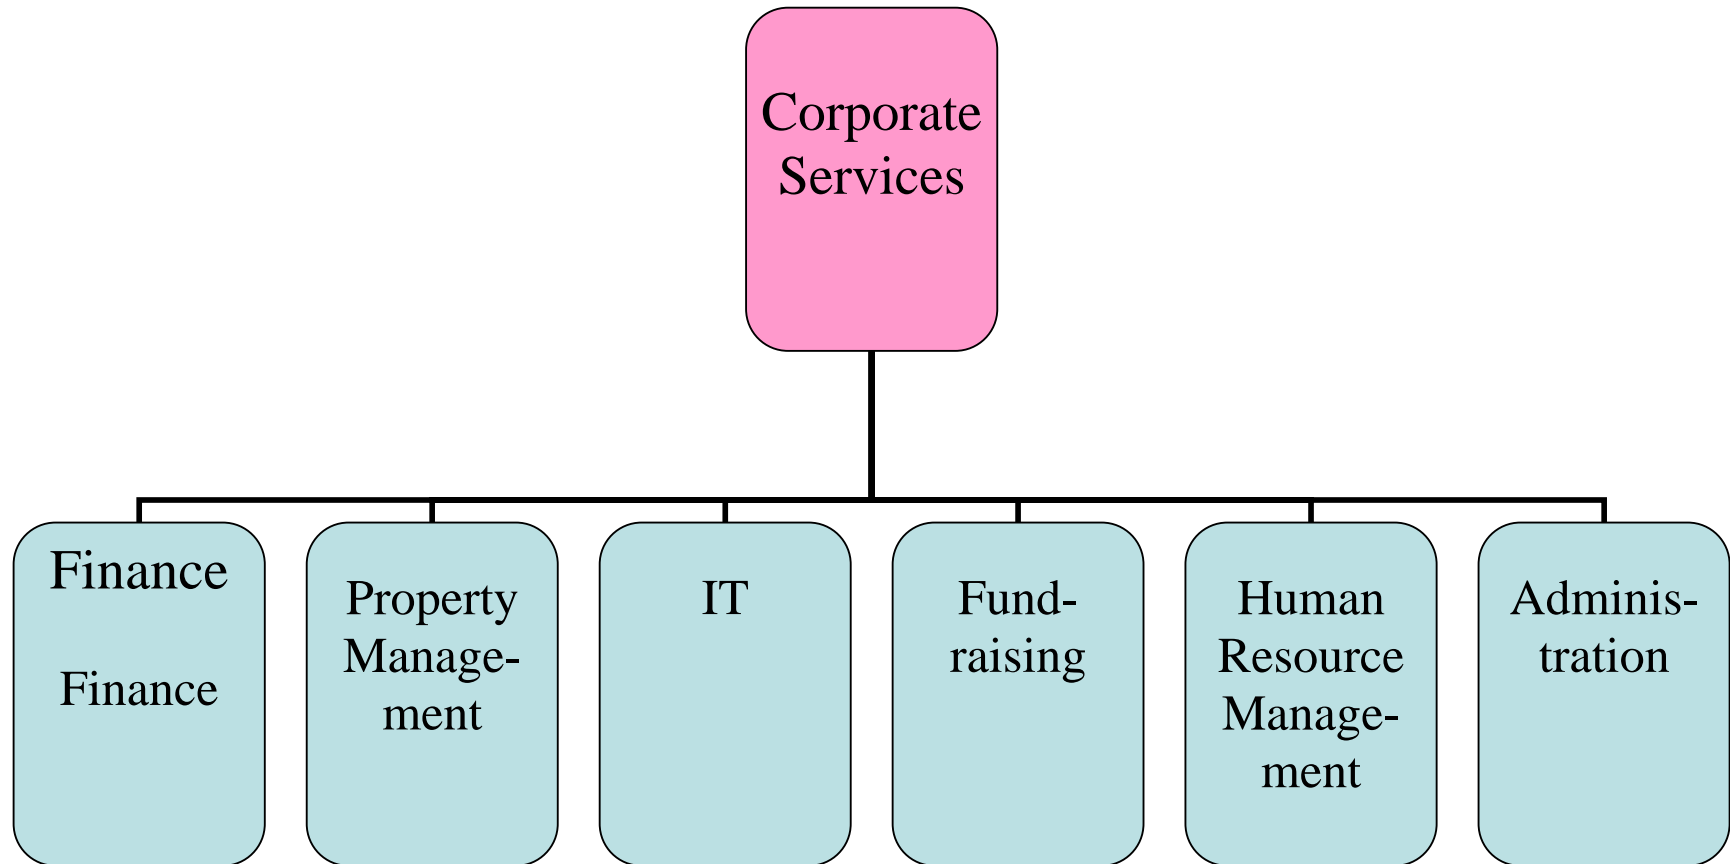 Corporate
Services
Finance
Finance
Property
Manage-
ment
IT
Fund-
raising
Human
Resource
Manage-
ment
Adminis-
tration